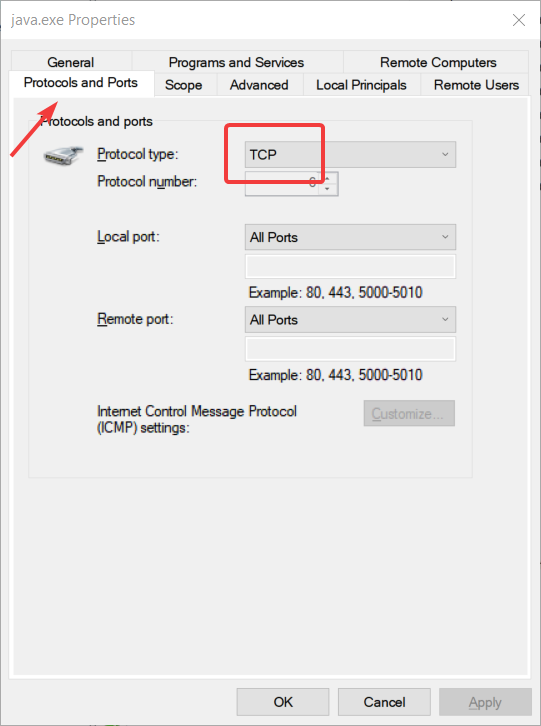 java.exe Properties
General Programs and Services Remote Computers
Protocols and Ports Scope Advanced Local Principals Remote Users
Protocols and ports
Protocol type: TCP
Protocol number: 6
Local port: All Ports
Example: 80, 443, 5000-5010
Remote port: All Ports
Example: 80, 443, 5000-5010
Internet Control Message Protocol
(ICMP) settings: Customize...
OK Cancel Apply